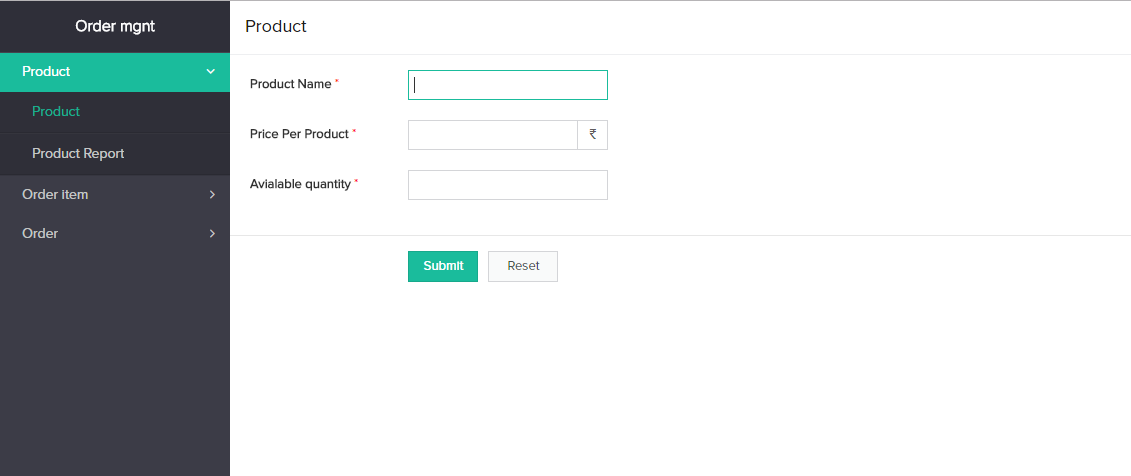 Order mgnt
Product
Product
Product Report
Order item
Order
Product
Product Name *
Price Per Product *
₹
Avialable quantity *
Submit
Reset